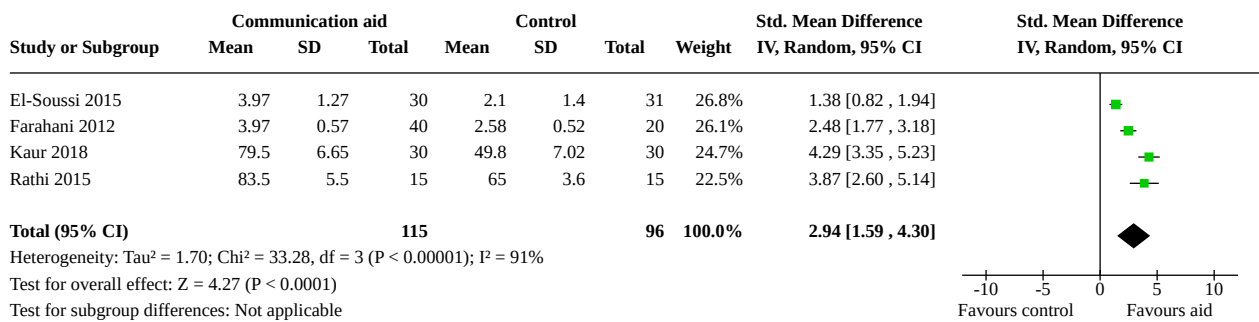 Communication aid Control Std. Mean Difference Std. Mean Difference
Study or Subgroup Mean SD Total Mean SD Total Weight IV, Random, 95% CI IV, Random, 95% CI
El-Soussi 2015 3.97 1.27 30 2.1 1.4 31 26.8% 1.38 [0.82 , 1.94]
Farahani 2012 3.97 0.57 40 2.58 0.52 20 26.1% 2.48 [1.77 , 3.18]
Kaur 2018 79.5 6.65 30 49.8 7.02 30 24.7% 4.29 [3.35 , 5.23]
Rathi 2015 83.5 5.5 15 65 3.6 15 22.5% 3.87 [2.60 , 5.14]
Total (95% CI) 115 96 100.0% 2.94 [1.59 , 4.30]
Heterogeneity: Tau² = 1.70; Chi² = 33.28, df = 3 (P < 0.00001); I² = 91%
Test for overall effect: Z = 4.27 (P < 0.0001)
Test for subgroup differences: Not applicable
-10 -5 0 5 10
Favours control Favours aid